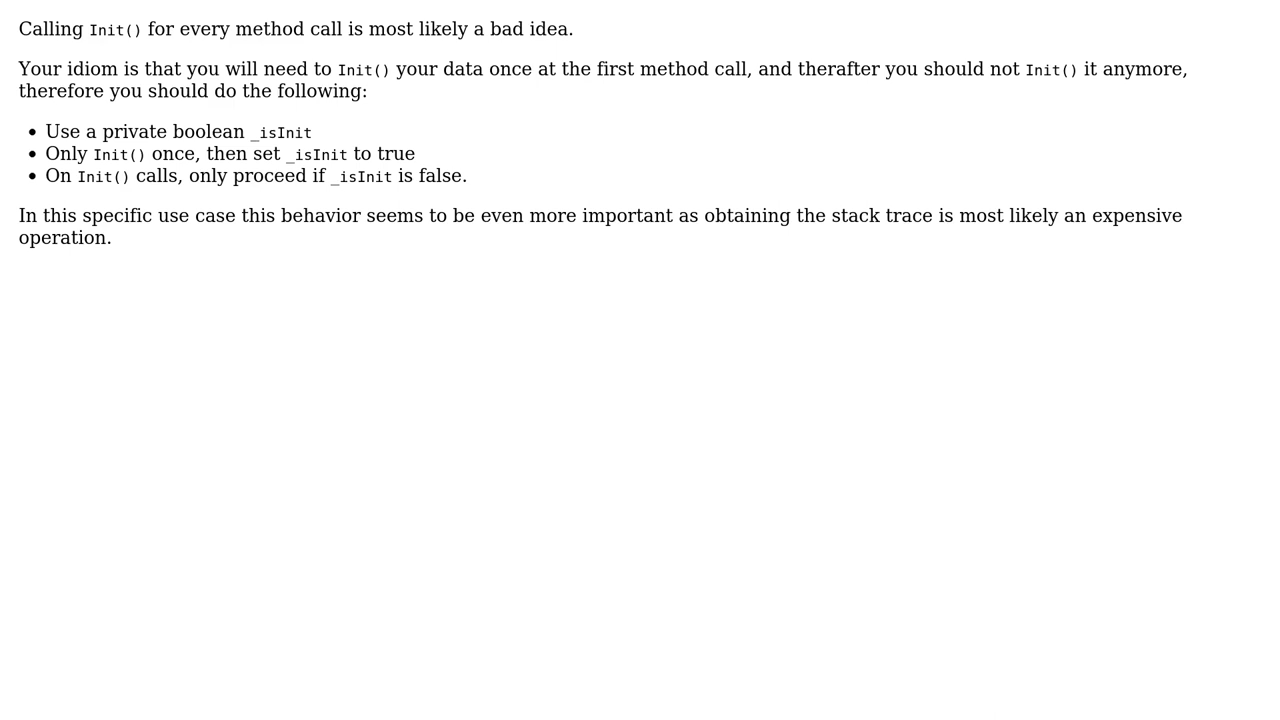 Calling Init() for every method call is most likely a bad idea.
Your idiom is that you will need to Init() your data once at the first method call, and therafter you should not Init() it anymore,
therefore you should do the following:
• Use a private boolean _isInit
• Only Init() once, then set _isInit to true
• On Init() calls, only proceed if _isInit is false.
In this specific use case this behavior seems to be even more important as obtaining the stack trace is most likely an expensive
operation.